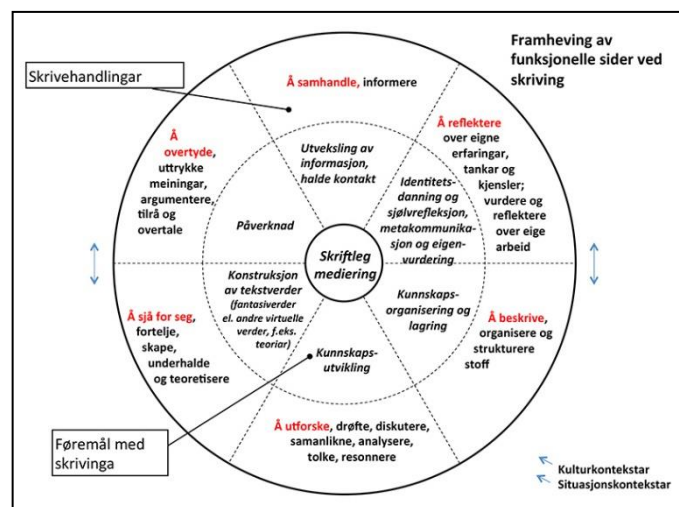 Framheving av
funksjonelle sider ved
skriving
Skrivehandlingar
Å samhandle, informere
Å reflektere
over eigne
erfaringar,
tankar og
kjensler;
vurdere og
reflektere
over eige
arbeid
Å
overtyde,
uttrykke
meiningar,
argumentere,
tilrå og
overtale
Utveksling av
informasjon,
halde kontakt
Identitets-
danning og
sjølvrefleksjon,
metakommunika-
sjon og eigen-
vurdering
Påverknad
Skriftleg
mediering
Konstruksjon
av tekstverder
(fantasiverder
el. andre virtuelle
verder, f.eks.
teoriar)
Kunnskaps-
organisering og
lagring
Å sjå for seg,
fortelje,
skape,
underhalde
og teoretisere
Å beskrive,
organisere og
strukturere
stoff
Kunnskaps-
utvikling
Føremål med
skrivinga
Å utforske, drøfte, diskutere,
samanlikne, analysere,
tolke, resonnere
Kulturkontekstar
Situasjonskontekstar